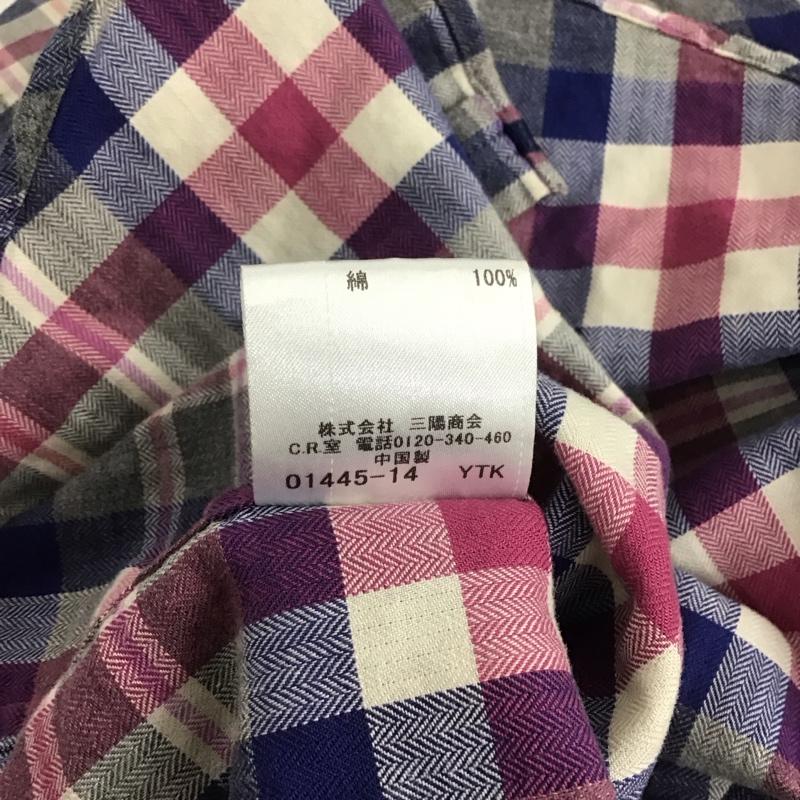 綿 100%
株式会社 三陽商会
C.R.室 電話0120-340-460
中国製
01445-14 YTK